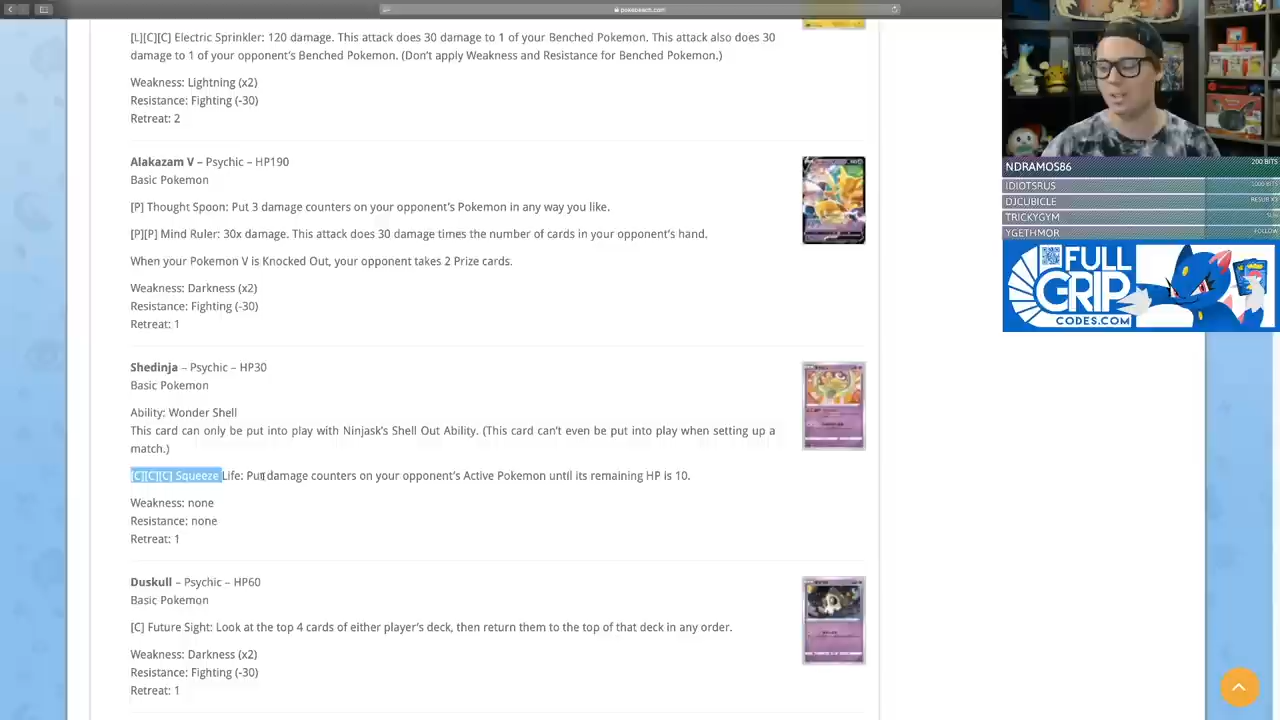 pokebeach.com
[L][C][C] Electric Sprinkler: 120 damage. This attack does 30 damage to 1 of your Benched Pokemon. This attack also does 30
damage to 1 of your opponent's Benched Pokemon. (Don't apply Weakness and Resistance for Benched Pokemon.)
Weakness: Lightning (x2)
Resistance: Fighting (-30)
Retreat: 2
Alakazam V – Psychic – HP190
Basic Pokemon
[P] Thought Spoon: Put 3 damage counters on your opponent's Pokemon in any way you like.
[P][P] Mind Ruler: 30x damage. This attack does 30 damage times the number of cards in your opponent's hand.
When your Pokemon V is Knocked Out, your opponent takes 2 Prize cards.
Weakness: Darkness (x2)
Resistance: Fighting (-30)
Retreat: 1
Shedinja – Psychic – HP30
Basic Pokemon
Ability: Wonder Shell
This card can only be put into play with Ninjask's Shell Out Ability. (This card can't even be put into play when setting up a
match.)
[C][C][C] Squeeze Life: Put damage counters on your opponent's Active Pokemon until its remaining HP is 10.
Weakness: none
Resistance: none
Retreat: 1
Duskull – Psychic – HP60
Basic Pokemon
[C] Future Sight: Look at the top 4 cards of either player's deck, then return them to the top of that deck in any order.
Weakness: Darkness (x2)
Resistance: Fighting (-30)
Retreat: 1
NDRAMOS86 200 BITS
IDIOTSRUS 1000 BITS
DJCUBICLE RESUB X3
TRICKYGYM SUB
YGETHMOR FOLLOW
FULL
GRIP
CODES.COM